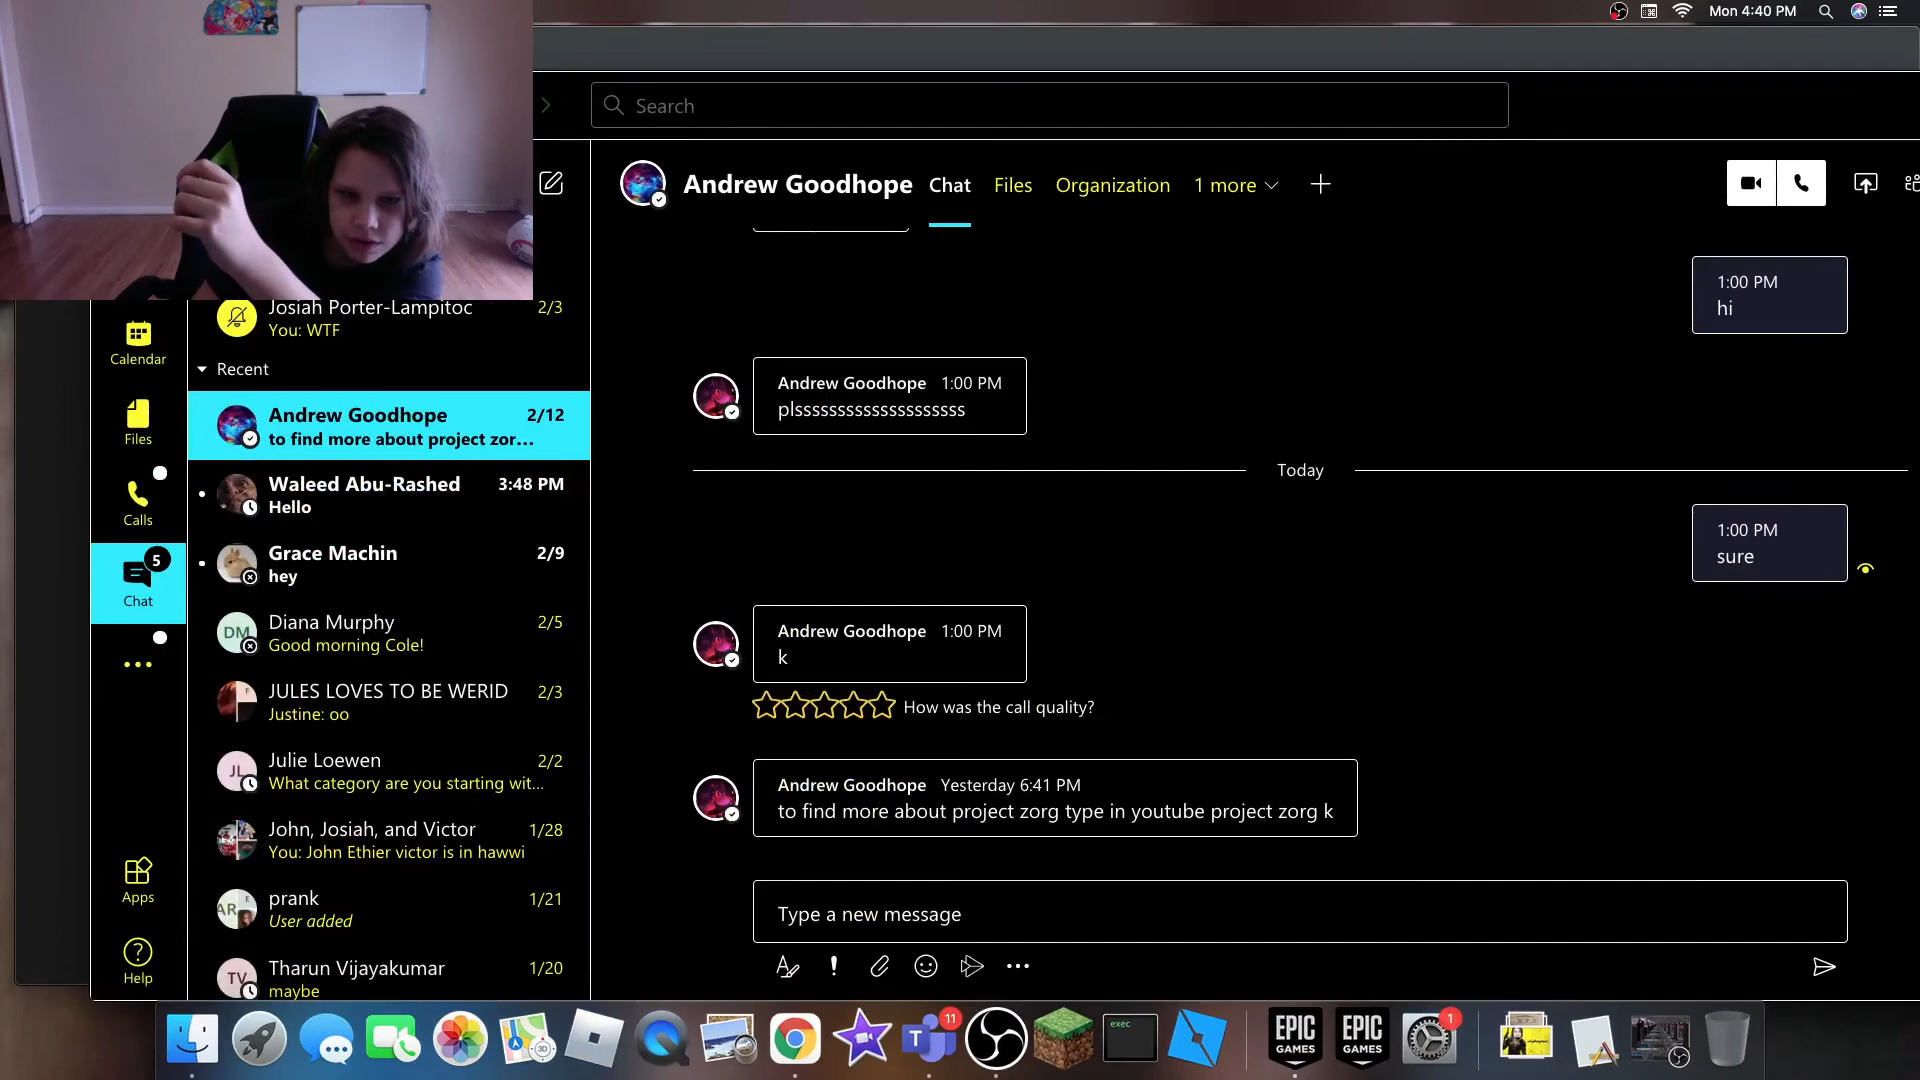 Mon 4:40 PM
Search
Andrew Goodhope
Chat
Files
Organization
1 more
1:00 PM
hi
Josiah Porter-Lampitoc
2/3
You: WTF
Calendar
Recent
Andrew Goodhope 1:00 PM
plssssssssssssssssssss
Andrew Goodhope
2/12
to find more about project zor...
Files
Today
Waleed Abu-Rashed
3:48 PM
Hello
Calls
1:00 PM
sure
Grace Machin
2/9
hey
5
Chat
Diana Murphy
2/5
Good morning Cole!
DM
Andrew Goodhope 1:00 PM
k
How was the call quality?
JULES LOVES TO BE WERID
2/3
Justine: oo
Julie Loewen
2/2
What category are you starting wit...
JL
Andrew Goodhope Yesterday 6:41 PM
to find more about project zorg type in youtube project zorg k
John, Josiah, and Victor
1/28
You: John Ethier victor is in hawwi
Apps
prank
1/21
User added
AR
E
Type a new message
Help
Tharun Vijayakumar
1/20
maybe
TV
3D
11
exec
EPIC
GAMES
EPIC
GAMES
1